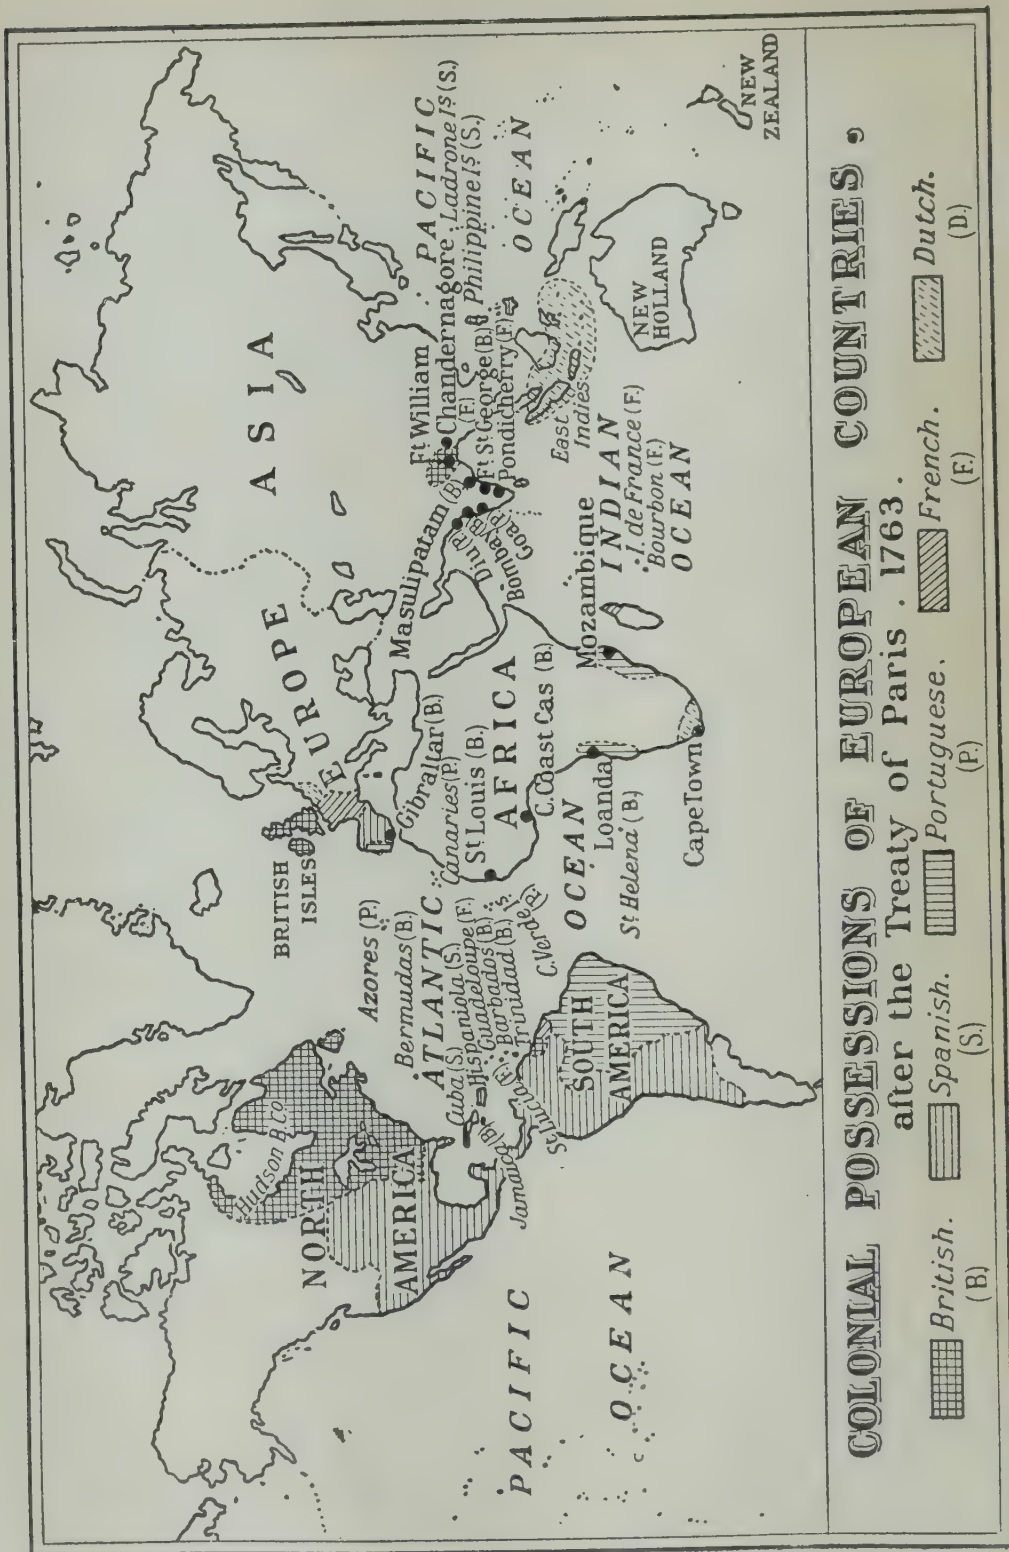 ASIA
EUROPE
BRITISH
ISLES
AFRICA
NORTH
AMERICA
Hudson B. Co.
SOUTH
AMERICA
ATLANTIC
OCEAN
PACIFIC
OCEAN
PACIFIC
OCEAN
INDIAN
OCEAN
NEW
HOLLAND
NEW
ZEALAND
Ft William
Chandernagore
(F.)
Ladrone Is (S.)
Philippine Is (S.)
Ft St George (B.)
Pondicherry (F.)
Masulipatam (B)
Diu (P)
Bombay (B)
Goa (P)
East
Indies
I. de France (F.)
Bourbon (F.)
Mozambique
Gibraltar (B.)
Canaries (P.)
St Louis (B.)
C. Coast Cas (B.)
Loanda
St Helena (B.)
Cape Town
Azores (P.)
Bermudas (B.)
Cuba (S.)
Hispaniola (S.)
Guadeloupe (F.)
Barbados (B.)
Trinidad (B.)
C. Verde Is (P.)
Jamaica (B)
St Lucia (F)
COLONIAL POSSESSIONS OF EUROPEAN COUNTRIES,
after the Treaty of Paris . 1763 .
British. Spanish. Portuguese. French. Dutch.
(B) (S.) (P.) (F.) (D.)